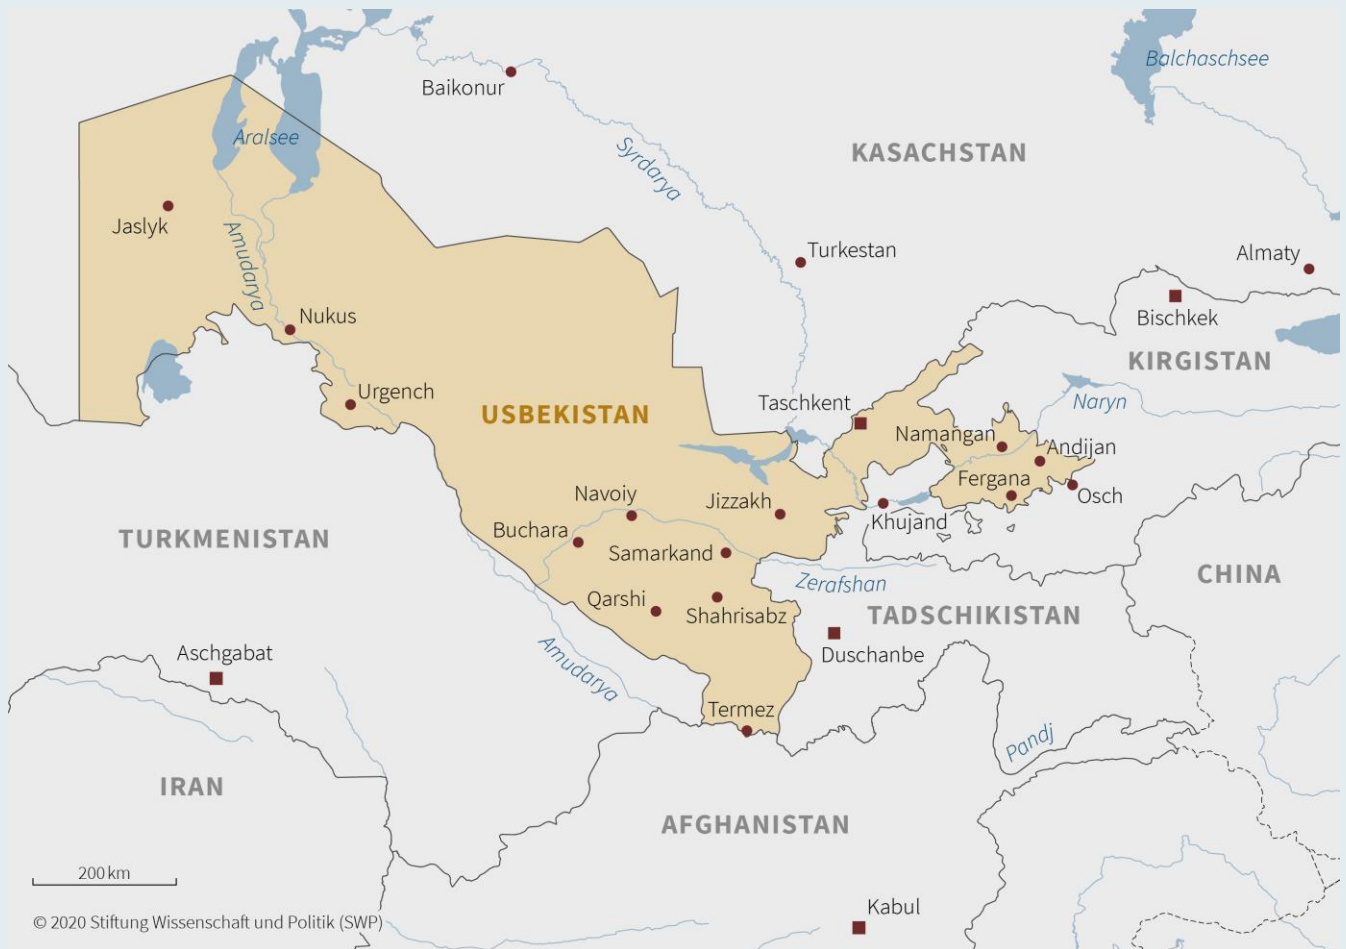 Balchaschsee
Baikonur
Aralsee
KASACHSTAN
Syrdarya
Jaslyk
Amudarya
Turkestan
Almaty
Nukus
Bischkek
KIRGISTAN
Urgench
USBEKISTAN
Taschkent
Naryn
Namangan
Andijan
Fergana
Osch
Navoiy
Jizzakh
Khujand
Buchara
TURKMENISTAN
Samarkand
Zerafshan
CHINA
Qarshi
Shahrisabz
TADSCHIKISTAN
Aschgabat
Duschanbe
Amudarya
Termez
Pandj
IRAN
AFGHANISTAN
200 km
Kabul
© 2020 Stiftung Wissenschaft und Politik (SWP)